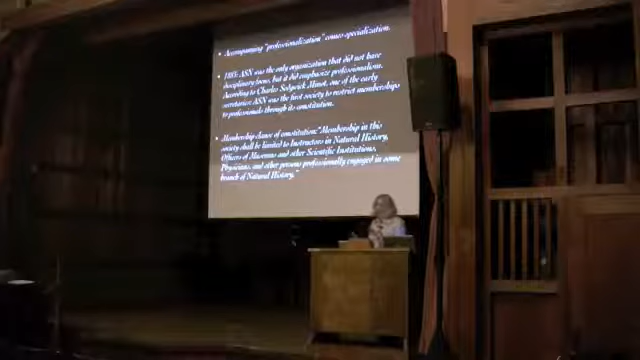 Accompanying "professionalization" comes specialization.
1883: ASN was the only organization that did not have
disciplinary focus, but it did emphasize professionalism.
According to Charles Sedgwick Minot, one of the early
secretaries: ASN was the first society to restrict memberships
to professionals through its constitution.
Membership clause of constitution: "Membership in this
society shall be limited to Instructors in Natural History,
Officers of Museums and other Scientific Institutions,
Physicians, and other persons professionally engaged in some
branch of Natural History."